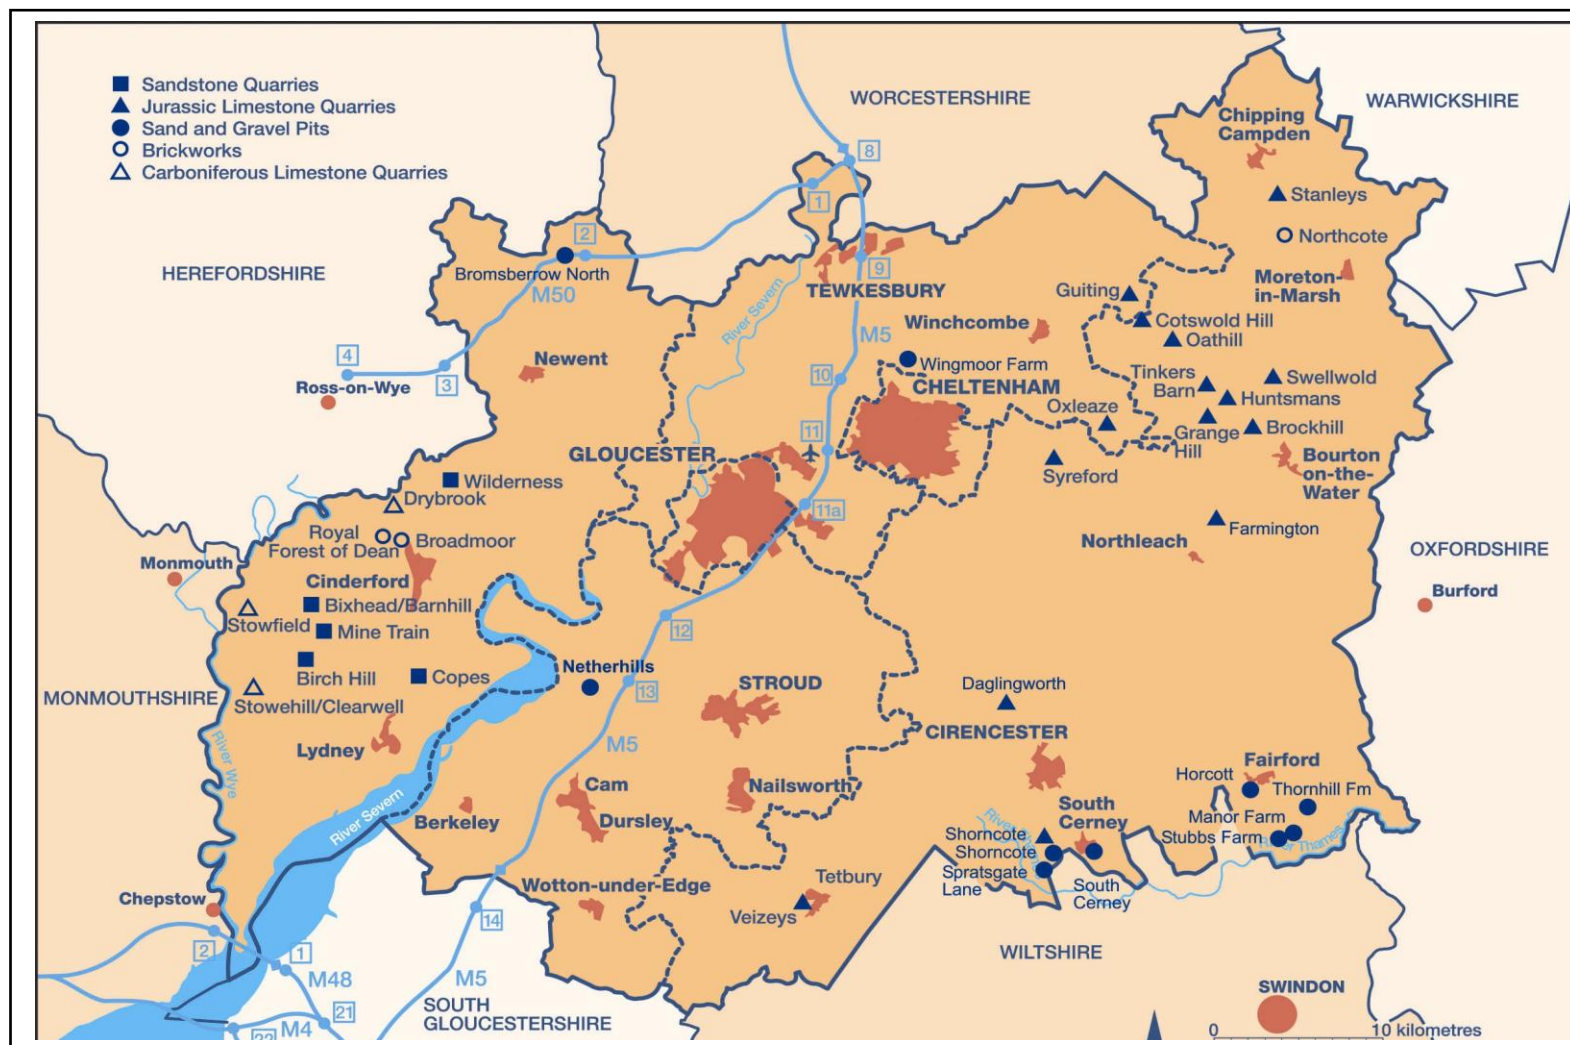 Sandstone Quarries
Jurassic Limestone Quarries
Sand and Gravel Pits
Brickworks
Carboniferous Limestone Quarries
WORCESTERSHIRE
WARWICKSHIRE
Chipping
Campden
8
1
Stanleys
Northcote
HEREFORDSHIRE
2
Bromsberrow North
M50
9
TEWKESBURY
River Severn
Moreton-
in-Marsh
Guiting
Cotswold Hill
Oathill
Winchcombe
M5
4
3
Ross-on-Wye
Newent
10
Wingmoor Farm
CHELTENHAM
Tinkers
Barn
Swellwold
Huntsmans
Oxleaze
Grange
Hill
Brockhill
11
GLOUCESTER
Syreford
Bourton
on-the-
Water
Wilderness
Drybrook
11a
Farmington
Royal
Forest of Dean
Broadmoor
Northleach
OXFORDSHIRE
Monmouth
Cinderford
Burford
Bixhead/Barnhill
Stowfield
Mine Train
12
Birch Hill
Copes
Netherhills
13
STROUD
Daglingworth
MONMOUTHSHIRE
Stowehill/Clearwell
Lydney
M5
CIRENCESTER
River Wye
River Severn
Cam
Dursley
Nailsworth
Berkeley
Fairford
Horcott
Thornhill Fm
Manor Farm
Stubbs Farm
River Thames
South
Cerney
Shorncote
Shorncote
Spratsgate
Lane
South
Cerney
Wotton-under-Edge
Tetbury
Veizeys
Chepstow
14
2
1
M48
M5
WILTSHIRE
SOUTH
GLOUCESTERSHIRE
21
M4
22
SWINDON
0
10 kilometres